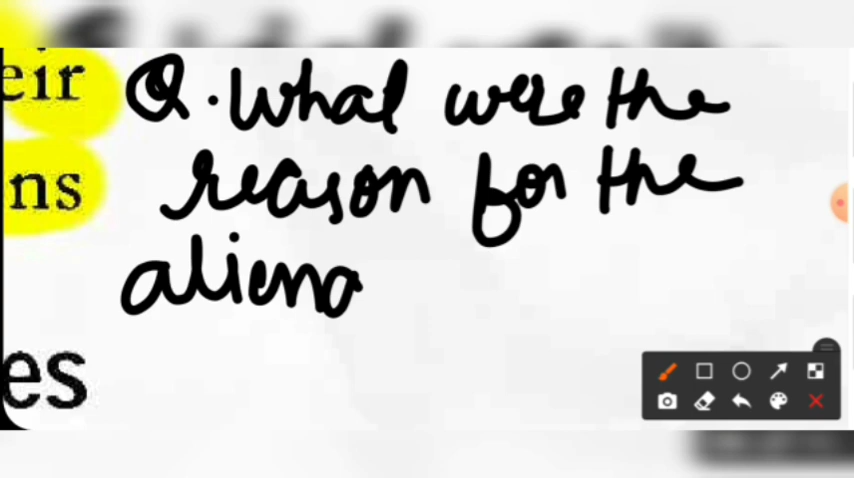 eir
Q. What were the
ns
reason for the
aliena
es